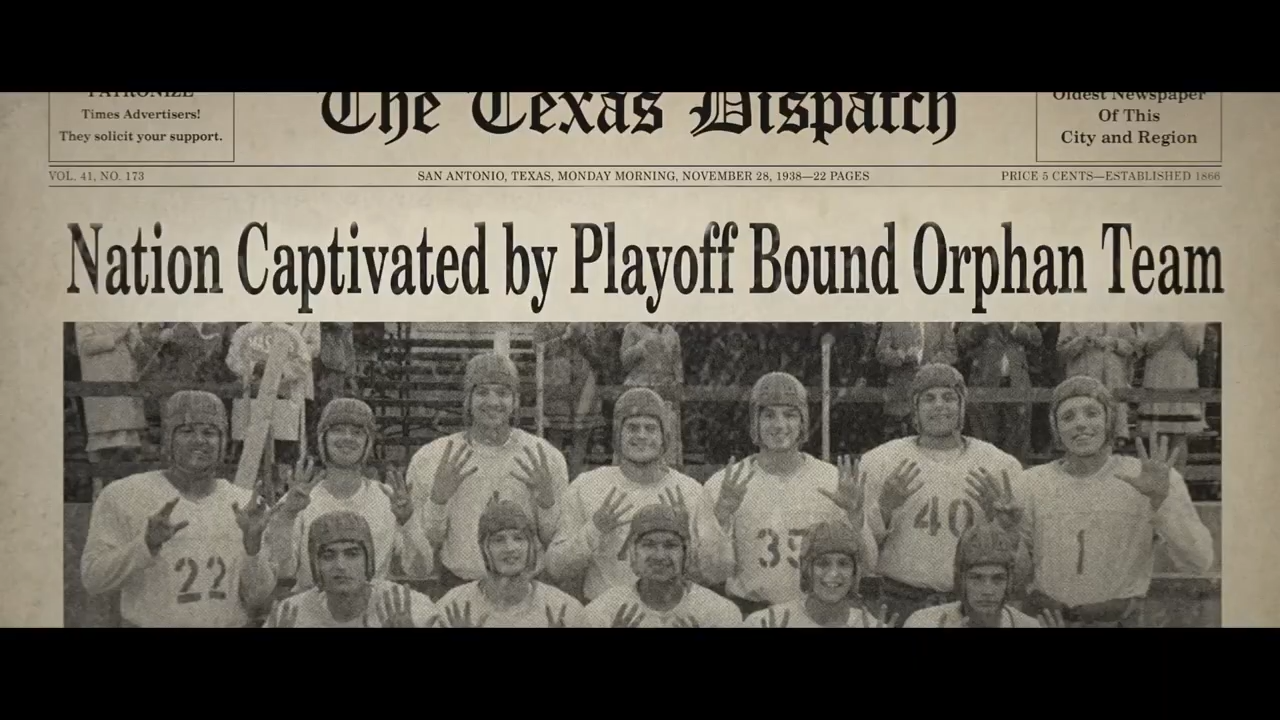 PATRONIZE
Times Advertisers!
They solicit your support.
The Texas Dispatch
Oldest Newspaper
Of This
City and Region
VOL. 41, NO. 173
SAN ANTONIO, TEXAS, MONDAY MORNING, NOVEMBER 28, 1938—22 PAGES
PRICE 5 CENTS—ESTABLISHED 1866
Nation Captivated by Playoff Bound Orphan Team
22
35
40
1